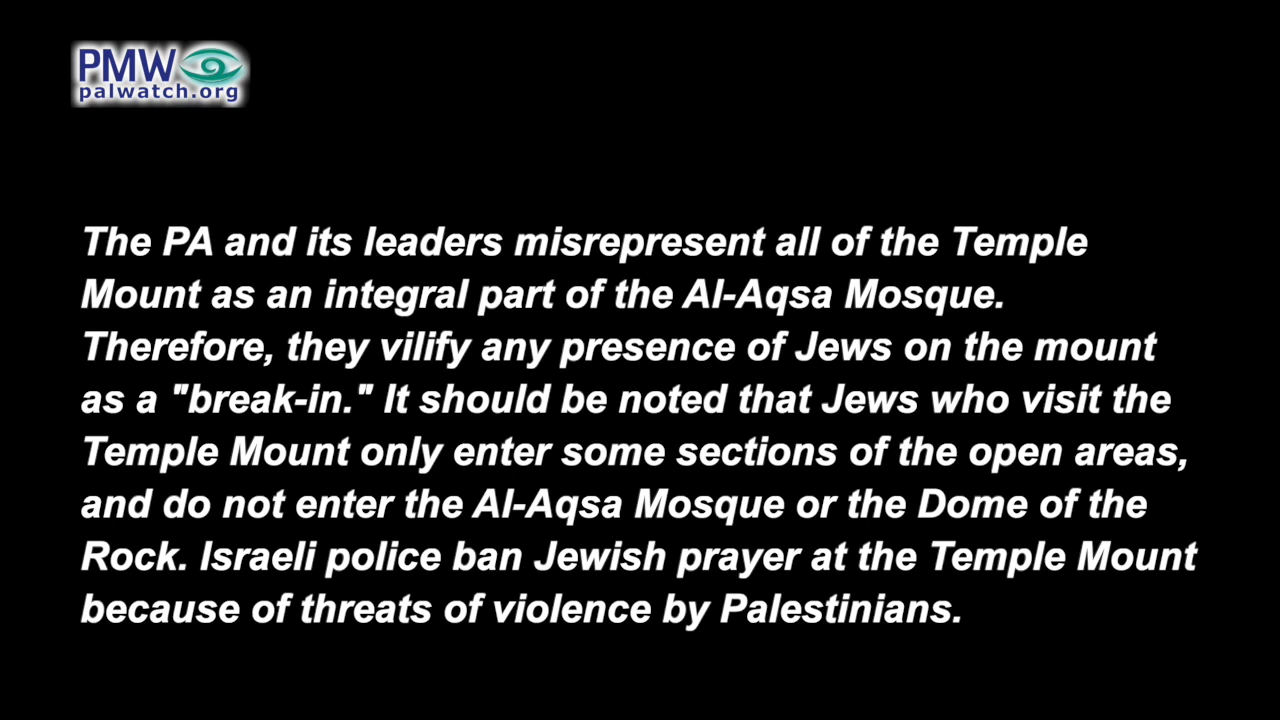 PMW
palwatch.org
The PA and its leaders misrepresent all of the Temple
Mount as an integral part of the Al-Aqsa Mosque.
Therefore, they vilify any presence of Jews on the mount
as a "break-in." It should be noted that Jews who visit the
Temple Mount only enter some sections of the open areas,
and do not enter the Al-Aqsa Mosque or the Dome of the
Rock. Israeli police ban Jewish prayer at the Temple Mount
because of threats of violence by Palestinians.